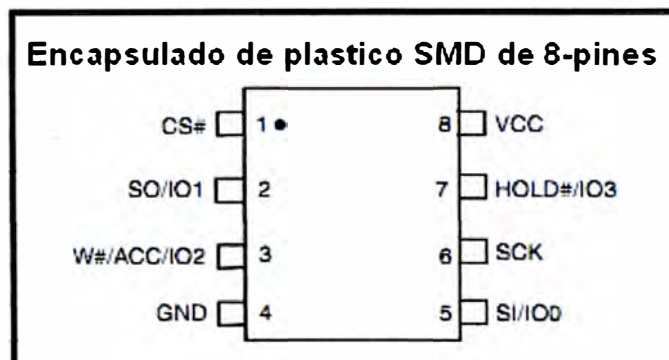 Encapsulado de plastico SMD de 8-pines
CS# 1 8 VCC
SO/IO1 2 7 HOLD#/IO3
W#/ACC/IO2 3 6 SCK
GND 4 5 SI/IO0